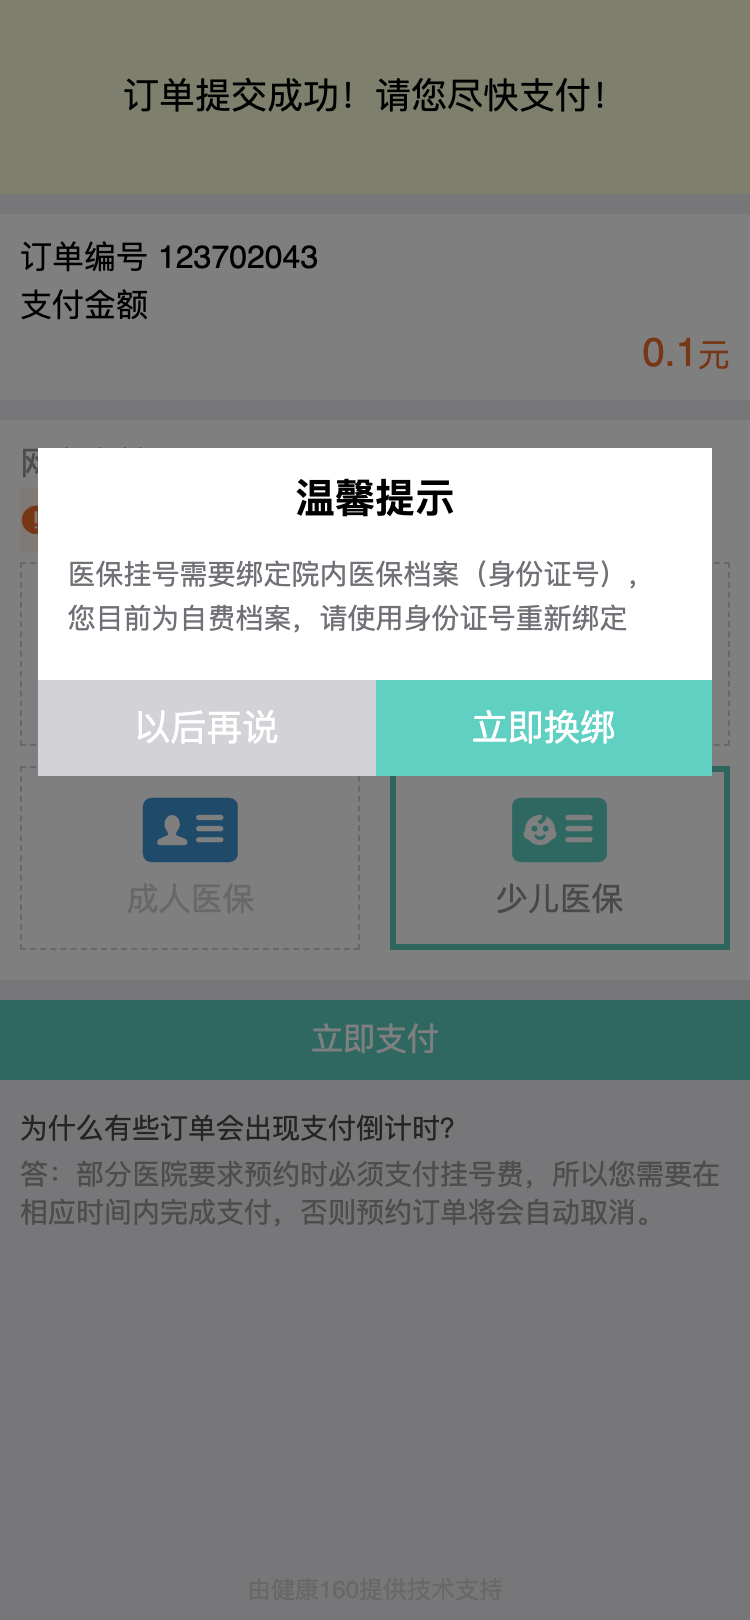 订单提交成功！请您尽快支付！
订单编号 123702043
支付金额
0.1元
温馨提示
医保挂号需要绑定院内医保档案（身份证号），
您目前为自费档案，请使用身份证号重新绑定
以后再说
立即换绑
成人医保
少儿医保
立即支付
为什么有些订单会出现支付倒计时?
答：部分医院要求预约时必须支付挂号费，所以您需要在
相应时间内完成支付，否则预约订单将会自动取消。
由健康160提供技术支持